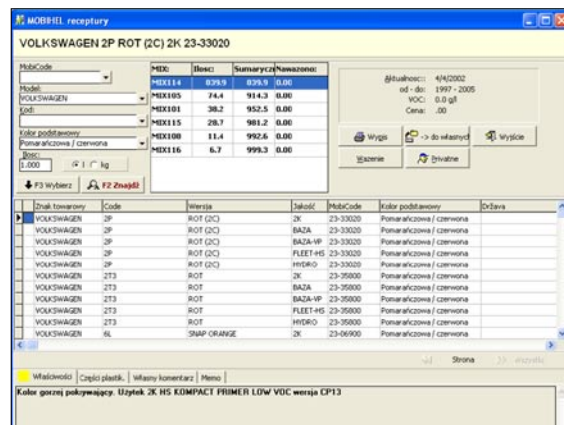 MOBIHEL receptury
VOLKSWAGEN 2P ROT (2C) 2K 23-33020
MobiCode
Model:
VOLKSWAGEN
Kod:
Kolor podstawowy
Pomarańczowa / czerwona
Ilosc:
1.000 l kg
F3 Wybierz F2 Znajdź
MIX: Ilosc: Sumarycz Nawazono:
MIX114 839.9 839.9 0.00
MIX105 74.4 914.3 0.00
MIX101 38.2 952.5 0.00
MIX115 28.7 981.2 0.00
MIX108 11.4 992.6 0.00
MIX116 6.7 999.3 0.00
Aktualnosc:: 4/4/2002
od - do: 1997 - 2005
VOC: 0.0 g/l
Cena: .00
Wypis -> do własnych Wyjście
Ważenie Privatne
Znak towarowy Code Wersja Jakość MobiCode Kolor podstawowy Država
VOLKSWAGEN 2P ROT (2C) 2K 23-33020 Pomarańczowa / czerwona
VOLKSWAGEN 2P ROT (2C) BAZA 23-33020 Pomarańczowa / czerwona
VOLKSWAGEN 2P ROT (2C) BAZA-VP 23-33020 Pomarańczowa / czerwona
VOLKSWAGEN 2P ROT (2C) FLEET-HS 23-33020 Pomarańczowa / czerwona
VOLKSWAGEN 2P ROT (2C) HYDRO 23-33020 Pomarańczowa / czerwona
VOLKSWAGEN 2T3 ROT 2K 23-35800 Pomarańczowa / czerwona
VOLKSWAGEN 2T3 ROT BAZA 23-35800 Pomarańczowa / czerwona
VOLKSWAGEN 2T3 ROT BAZA-VP 23-35800 Pomarańczowa / czerwona
VOLKSWAGEN 2T3 ROT FLEET-HS 23-35800 Pomarańczowa / czerwona
VOLKSWAGEN 2T3 ROT HYDRO 23-35800 Pomarańczowa / czerwona
VOLKSWAGEN 6L SNAP ORANGE 2K 23-06900 Pomarańczowa / czerwona
Strona wszystko
Właściwości Części plastik. Własny komentarz Memo
Kolor gorzej pokrywający. Użytek 2K HS KOMPACT PRIMER LOW VOC wersja CP13